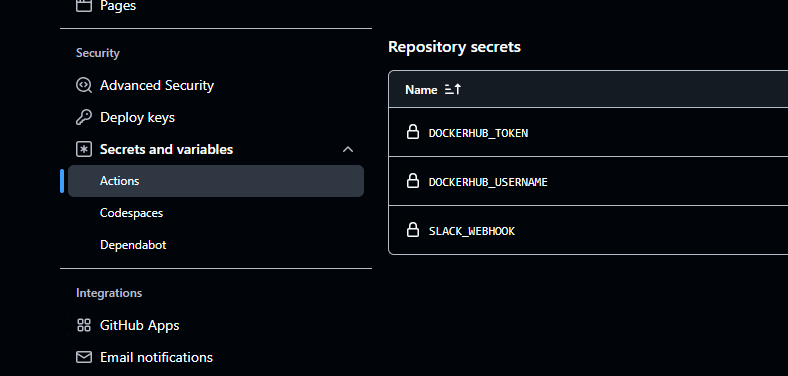 Pages
Security
Advanced Security
Deploy keys
Secrets and variables
Actions
Codespaces
Dependabot
Integrations
GitHub Apps
Email notifications
Repository secrets
Name
DOCKERHUB_TOKEN
DOCKERHUB_USERNAME
SLACK_WEBHOOK